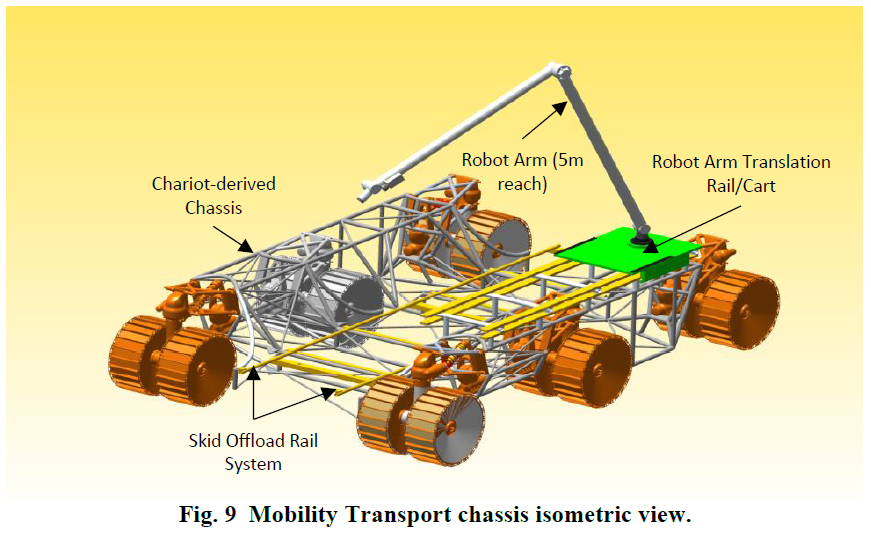 Robot Arm (5m
reach)
Robot Arm Translation
Rail/Cart
Chariot-derived
Chassis
Skid Offload Rail
System
Fig. 9  Mobility Transport chassis isometric view.